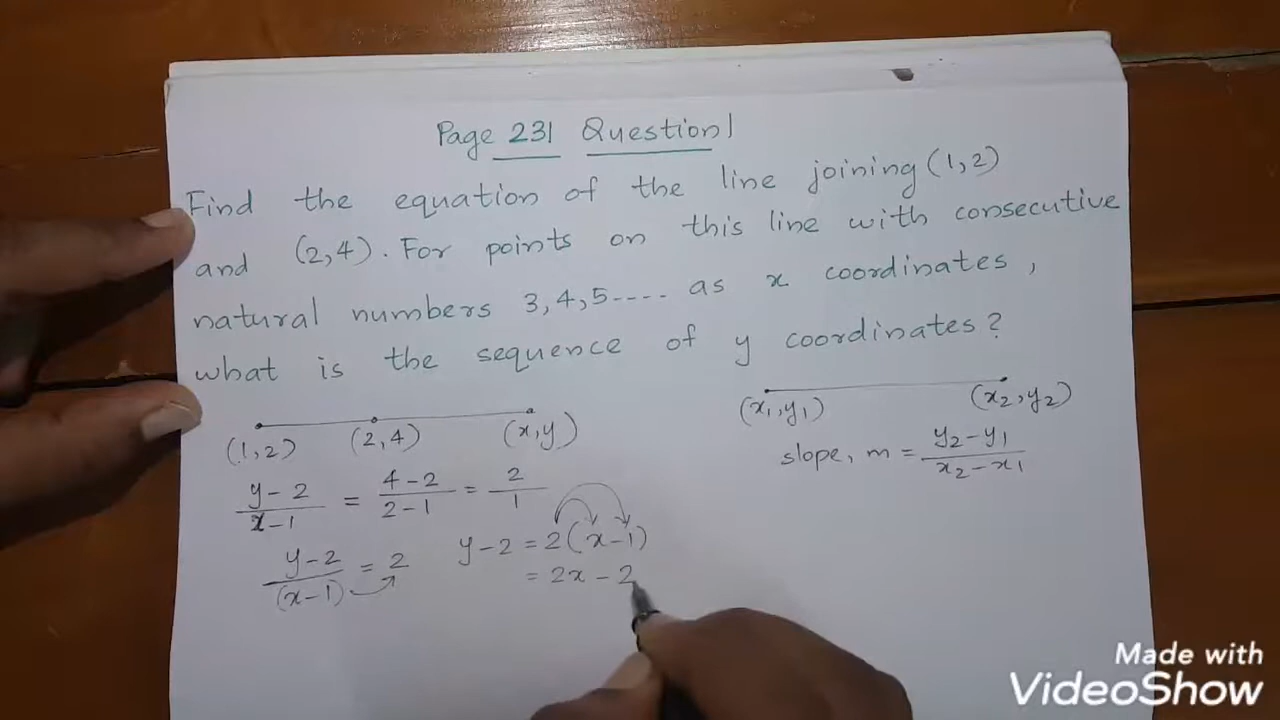 Page 231 Question 1
Find the equation of the line joining (1,2)
and (2,4). For points on this line with consecutive
natural numbers 3,4,5---- as x coordinates,
what is the sequence of y coordinates?
(1,2) (2,4) (x,y)
(x₁,y₁) (x₂,y₂)
slope, m = y₂-y₁ / x₂-x₁
y-2 / x-1 = 4-2 / 2-1 = 2 / 1
y-2 / (x-1) = 2
y-2 = 2(x-1)
= 2x-2
Made with
VideoShow